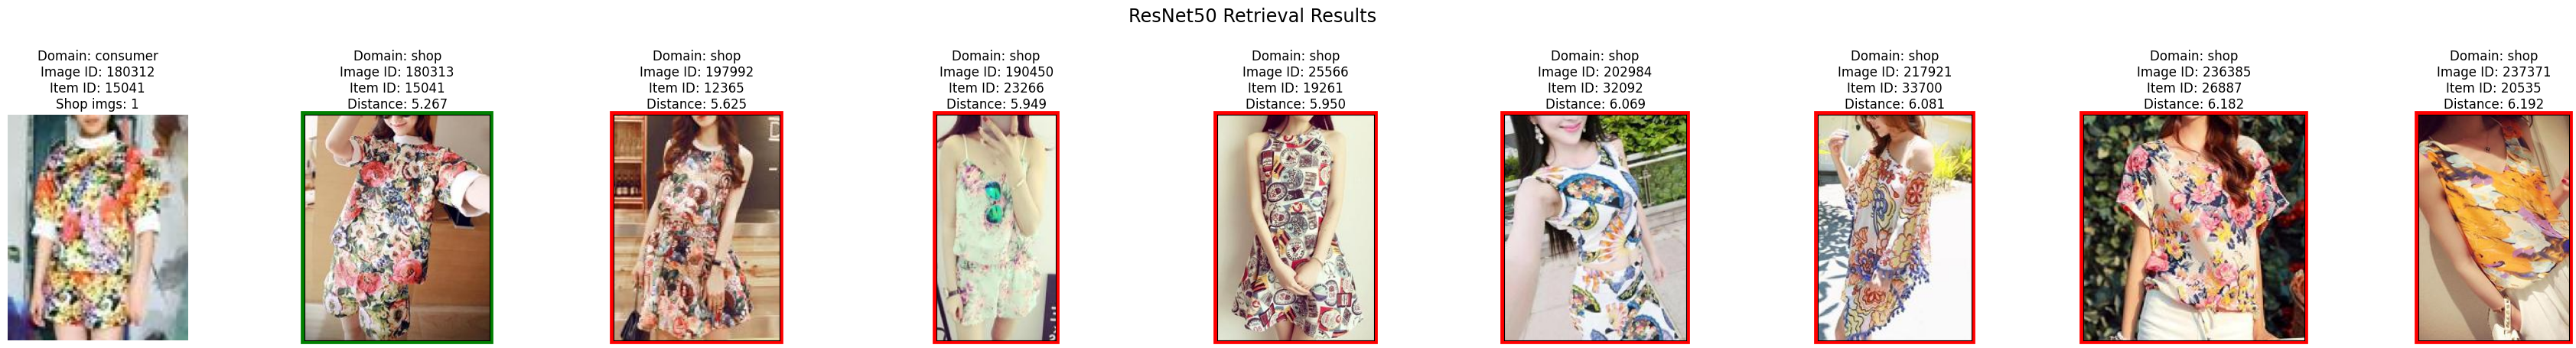 ResNet50 Retrieval Results
Domain: consumer
Image ID: 180312
Item ID: 15041
Shop imgs: 1
Domain: shop
Image ID: 180313
Item ID: 15041
Distance: 5.267
Domain: shop
Image ID: 197992
Item ID: 12365
Distance: 5.625
Domain: shop
Image ID: 190450
Item ID: 23266
Distance: 5.949
Domain: shop
Image ID: 25566
Item ID: 19261
Distance: 5.950
Domain: shop
Image ID: 202984
Item ID: 32092
Distance: 6.069
Domain: shop
Image ID: 217921
Item ID: 33700
Distance: 6.081
Domain: shop
Image ID: 236385
Item ID: 26887
Distance: 6.182
Domain: shop
Image ID: 237371
Item ID: 20535
Distance: 6.192